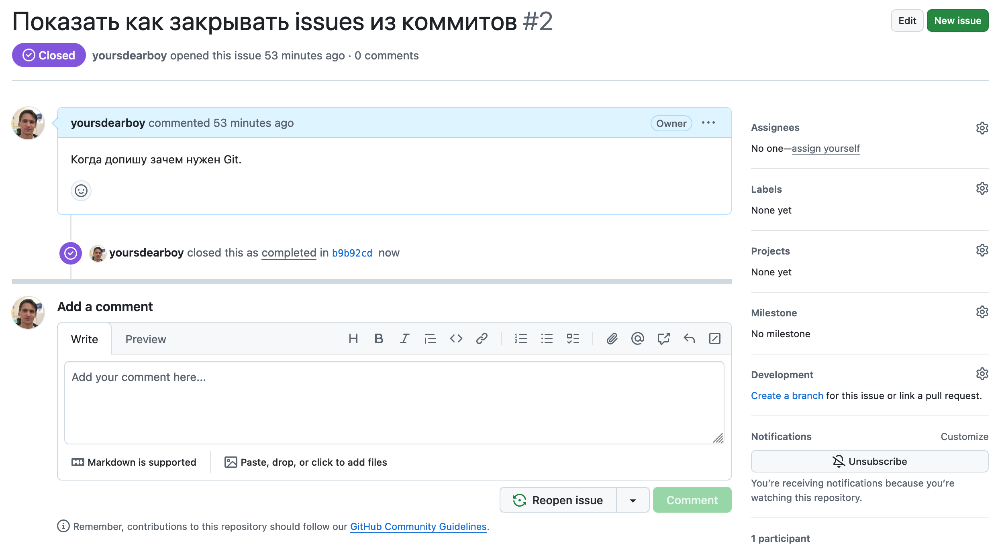 Показать как закрывать issues из коммитов #2
Edit
New issue
Closed
yoursdearboy opened this issue 53 minutes ago · 0 comments
yoursdearboy commented 53 minutes ago
Owner
Когда допишу зачем нужен Git.
yoursdearboy closed this as completed in b9b92cd now
Add a comment
Write
Preview
Add your comment here...
Markdown is supported
Paste, drop, or click to add files
Reopen issue
Comment
Remember, contributions to this repository should follow our GitHub Community Guidelines.
Assignees
No one—assign yourself
Labels
None yet
Projects
None yet
Milestone
No milestone
Development
Create a branch for this issue or link a pull request.
Notifications
Customize
Unsubscribe
You’re receiving notifications because you’re
watching this repository.
1 participant